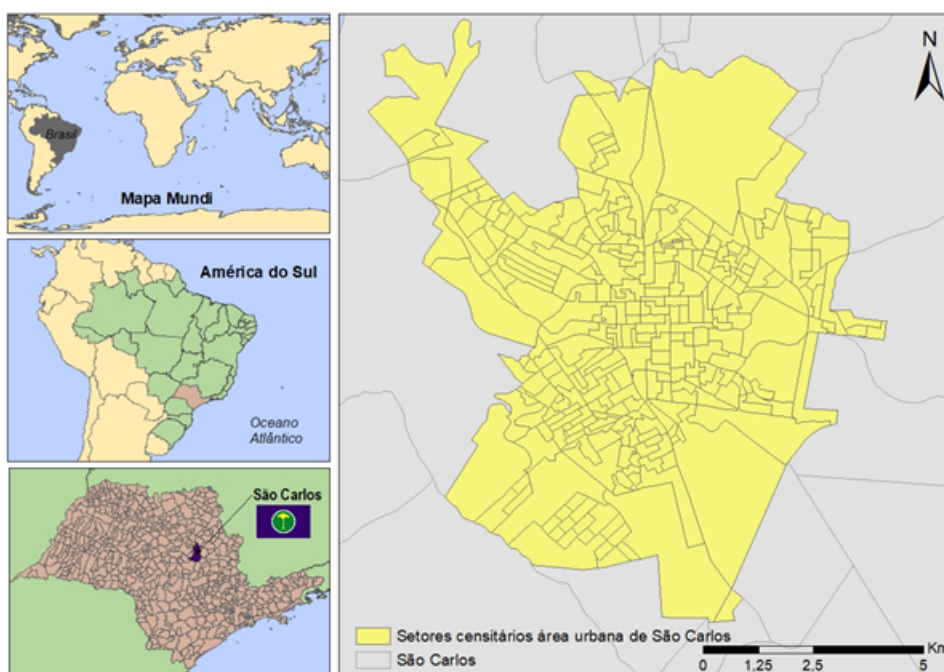 Brasil
Mapa Mundi
América do Sul
Oceano
Atlântico
São Carlos
N
Setores censitários área urbana de São Carlos
São Carlos
Km
0 1,25 2,5 5